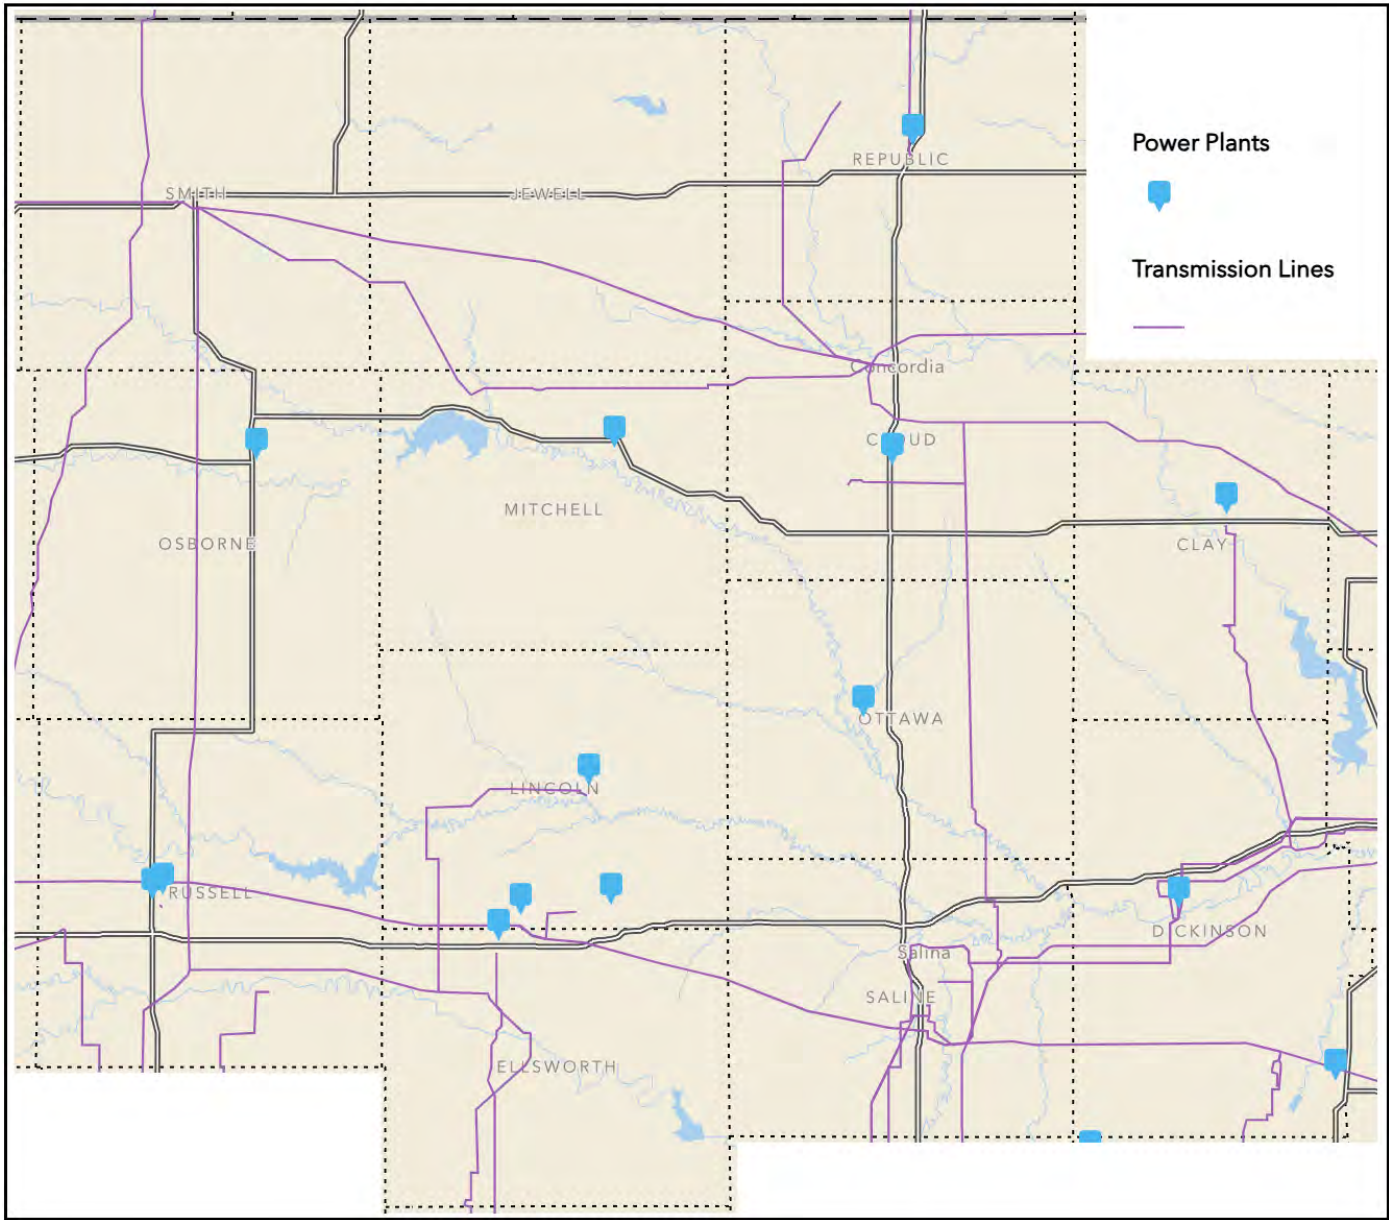 Power Plants
REPUBLIC
SMITH
JEWELL
Transmission Lines
Concordia
CLOUD
MITCHELL
OSBORNE
CLAY
OTTAWA
LINCOLN
RUSSELL
DICKINSON
Salina
SALINE
ELLSWORTH